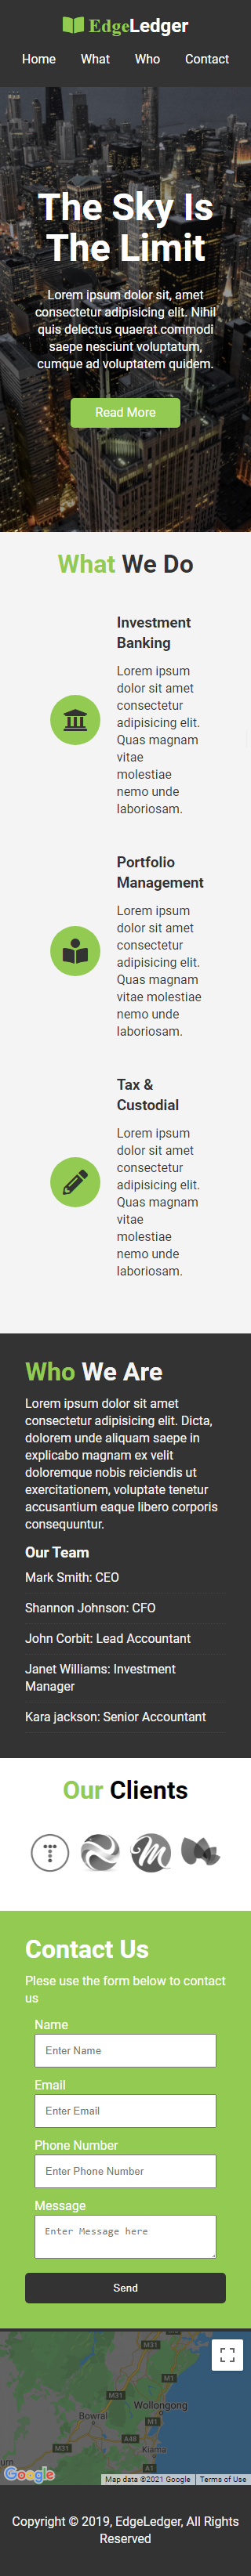 EdgeLedger
Home What Who Contact
The Sky Is
The Limit
Lorem ipsum dolor sit, amet
consectetur adipisicing elit. Nihil
quis delectus quaerat commodi
saepe nesciunt voluptatum,
cumque ad voluptatem quidem.
Read More
What We Do
Investment
Banking
Lorem ipsum
dolor sit amet
consectetur
adipisicing elit.
Quas magnam
vitae
molestiae
nemo unde
laboriosam.
Portfolio
Management
Lorem ipsum
dolor sit amet
consectetur
adipisicing elit.
Quas magnam
vitae molestiae
nemo unde
laboriosam.
Tax &
Custodial
Lorem ipsum
dolor sit amet
consectetur
adipisicing elit.
Quas magnam
vitae
molestiae
nemo unde
laboriosam.
Who We Are
Lorem ipsum dolor sit amet
consectetur adipisicing elit. Dicta,
dolorem unde aliquam saepe in
explicabo magnam ex velit
doloremque nobis reiciendis ut
exercitationem, voluptate tenetur
accusantium eaque libero corporis
consequuntur.
Our Team
Mark Smith: CEO
Shannon Johnson: CFO
John Corbit: Lead Accountant
Janet Williams: Investment
Manager
Kara jackson: Senior Accountant
Our Clients
Contact Us
Plese use the form below to contact
us
Name
Enter Name
Email
Enter Email
Phone Number
Enter Phone Number
Message
Enter Message here
Send
M31
M1
M31
Wollongong
Bowral
M1
A48
Kiama
M31
urn
A1
Google
Map data ©2021 Google Terms of Use
Copyright © 2019, EdgeLedger, All Rights
Reserved